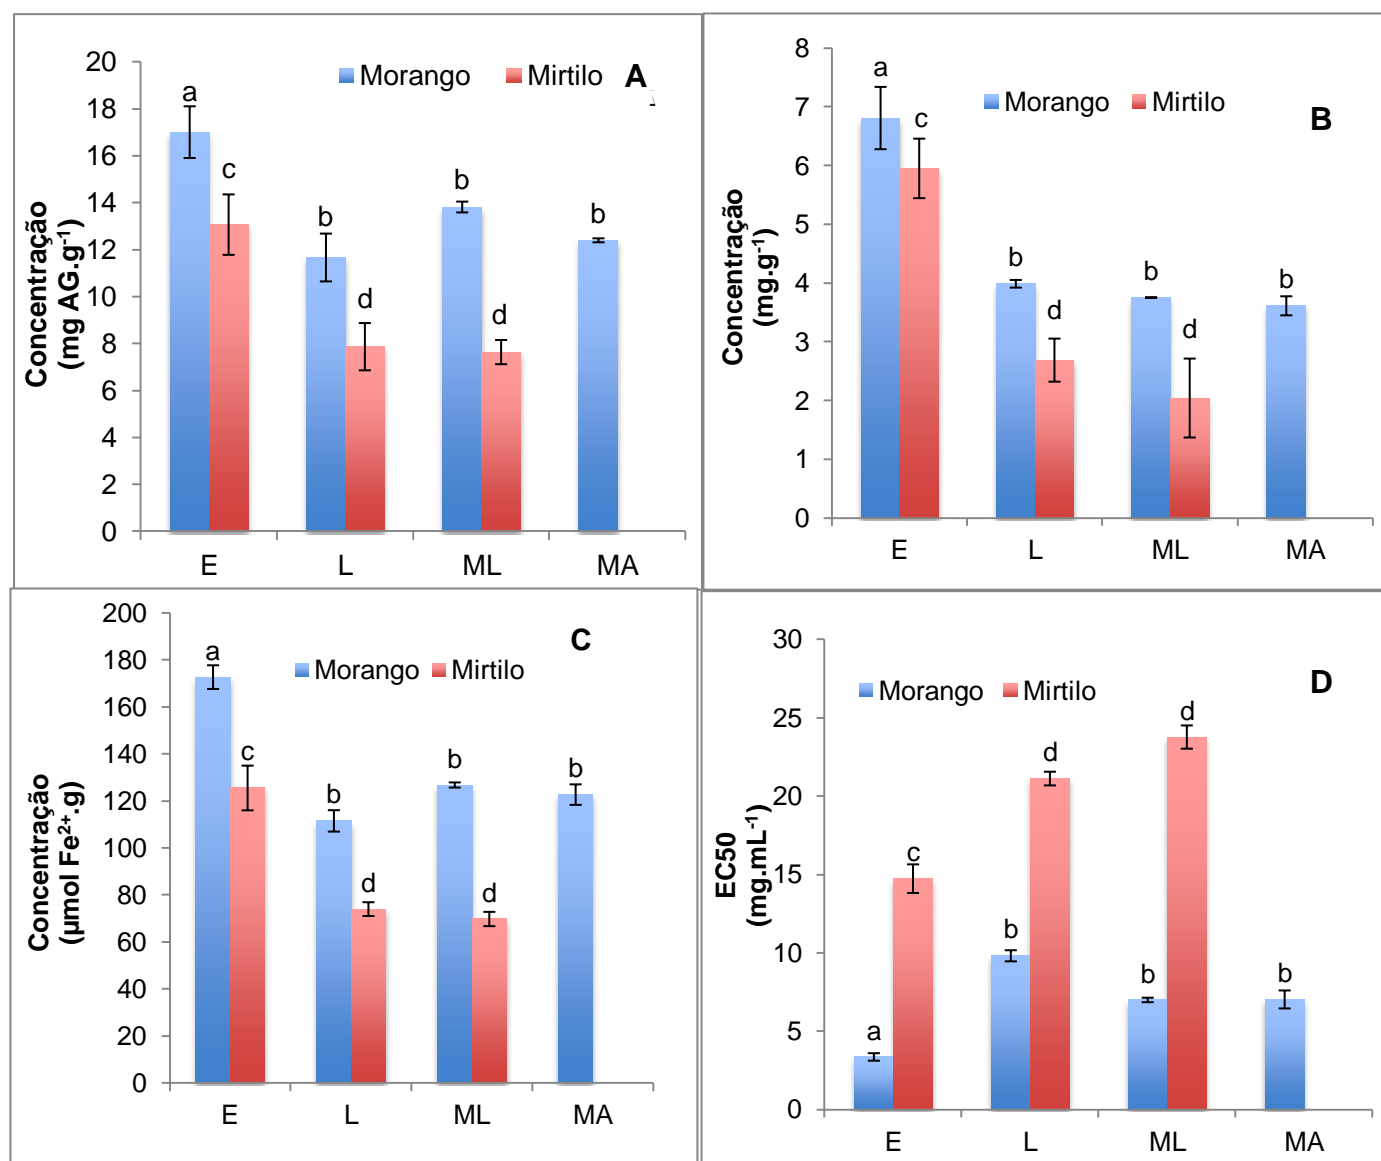 A
Morango Mirtilo
Concentração
(mg AG.g⁻¹)
20
18
16
14
12
10
8
6
4
2
0
a
c
b
d
b
d
b
E L ML MA
B
Morango Mirtilo
Concentração
(mg.g⁻¹)
8
7
6
5
4
3
2
1
0
a
c
b
d
b
d
b
E L ML MA
C
Morango Mirtilo
Concentração
(µmol Fe²⁺.g)
200
180
160
140
120
100
80
60
40
20
0
a
c
b
d
b
d
b
E L ML MA
D
Morango Mirtilo
EC50
(mg.mL⁻¹)
30
25
20
15
10
5
0
a
c
b
d
b
d
b
E L ML MA